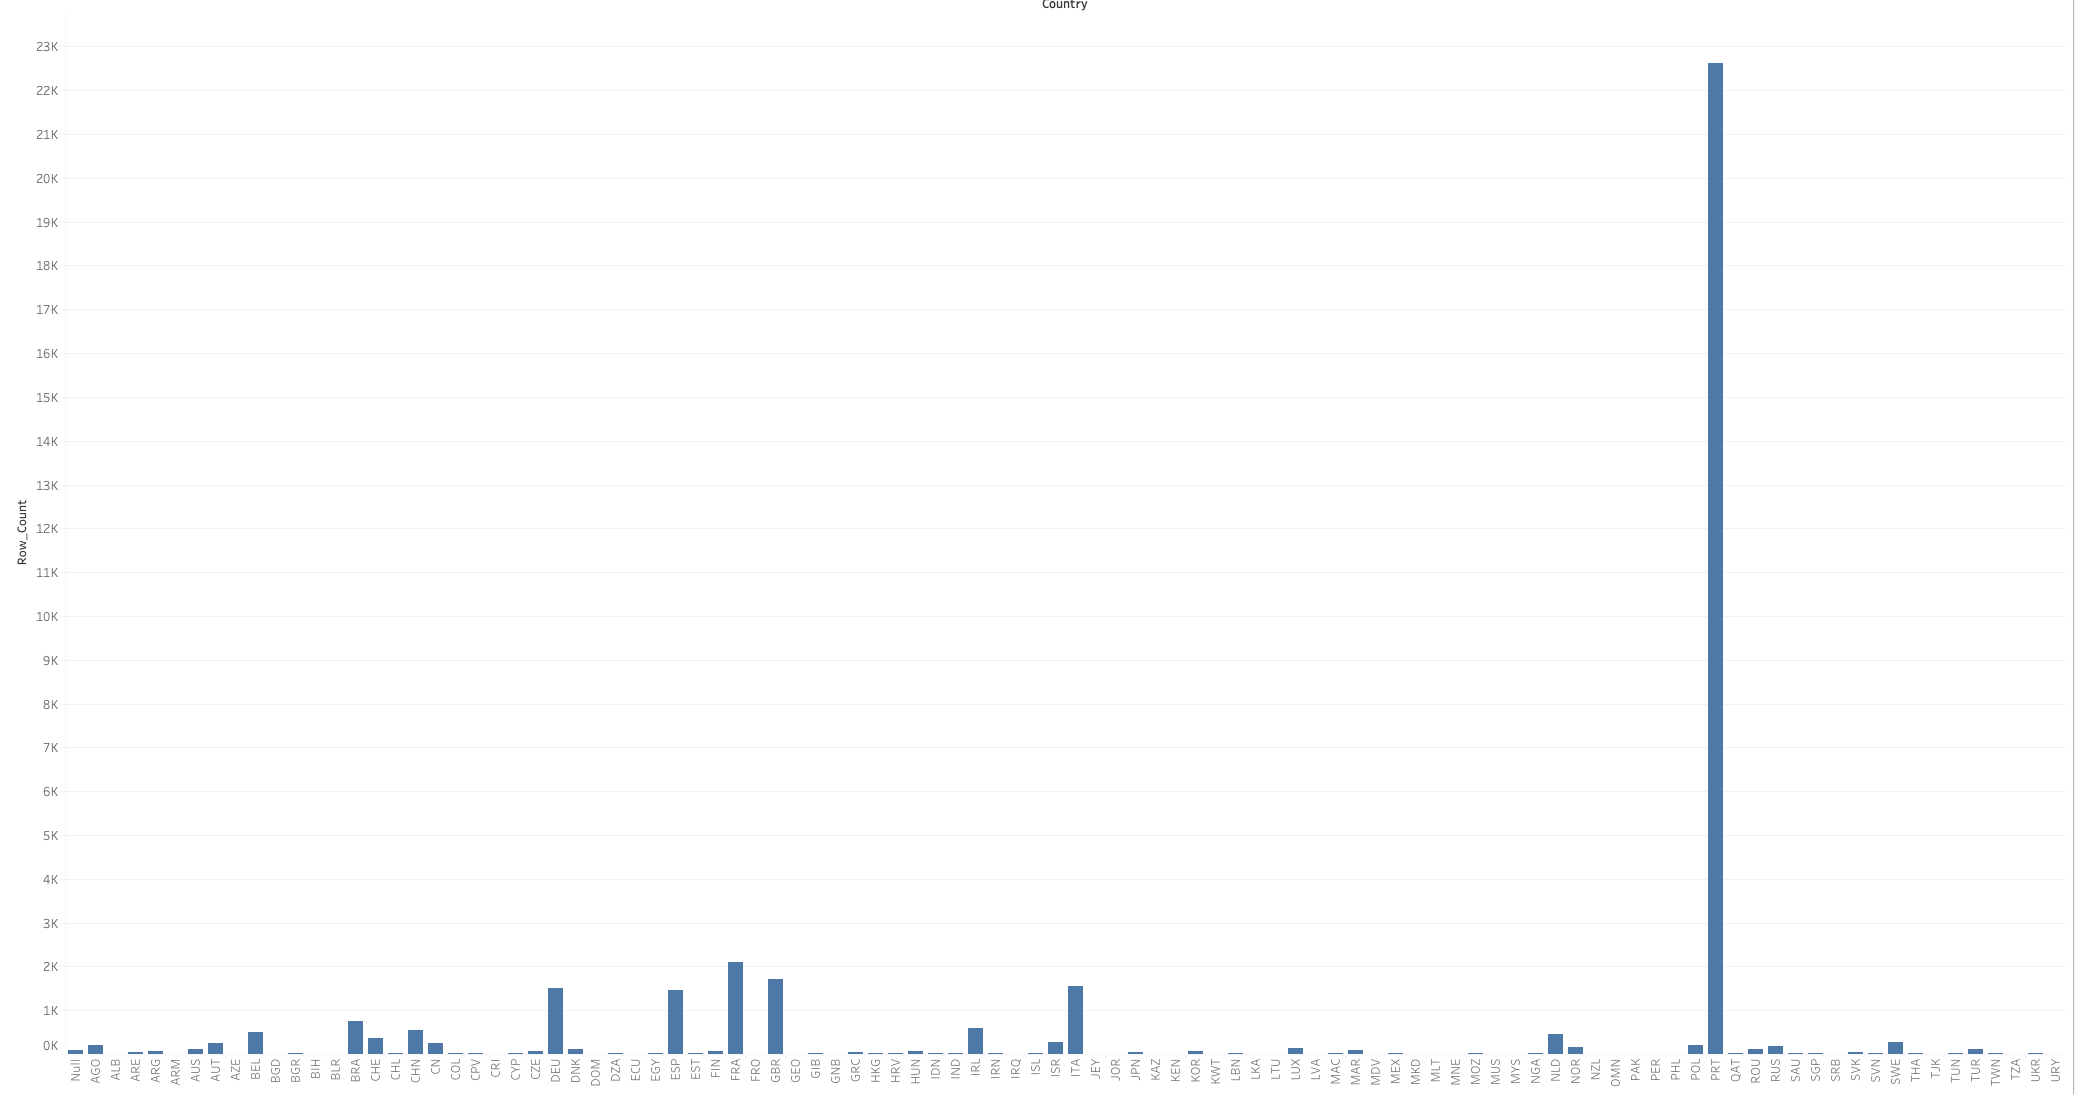 Country
23K
22K
21K
20K
19K
18K
17K
16K
15K
14K
13K
12K
11K
10K
9K
8K
7K
6K
5K
4K
3K
2K
1K
0K
Row_Count
Null AGO ALB ARE ARG ARM AUS AUT AZE BEL BGD BGR BIH BLR BRA CHE CHL CHN CN COL CPV CRI CYP CZE DEU DNK DOM DZA ECU EGY ESP EST FIN FRA FRO GBR GEO GIB GNB GRC HKG HRV HUN IDN IND IRL IRN IRQ ISL ISR ITA JEY JOR JPN KAZ KEN KOR KWT LBN LKA LTU LUX LVA MAC MAR MDV MEX MKD MLT MNE MOZ MUS MYS NGA NLD NOR NZL OMN PAK PER PHL POL PRT QAT ROU RUS SAU SGP SRB SVK SVN SWE THA TJK TUN TUR TWN TZA UKR URY